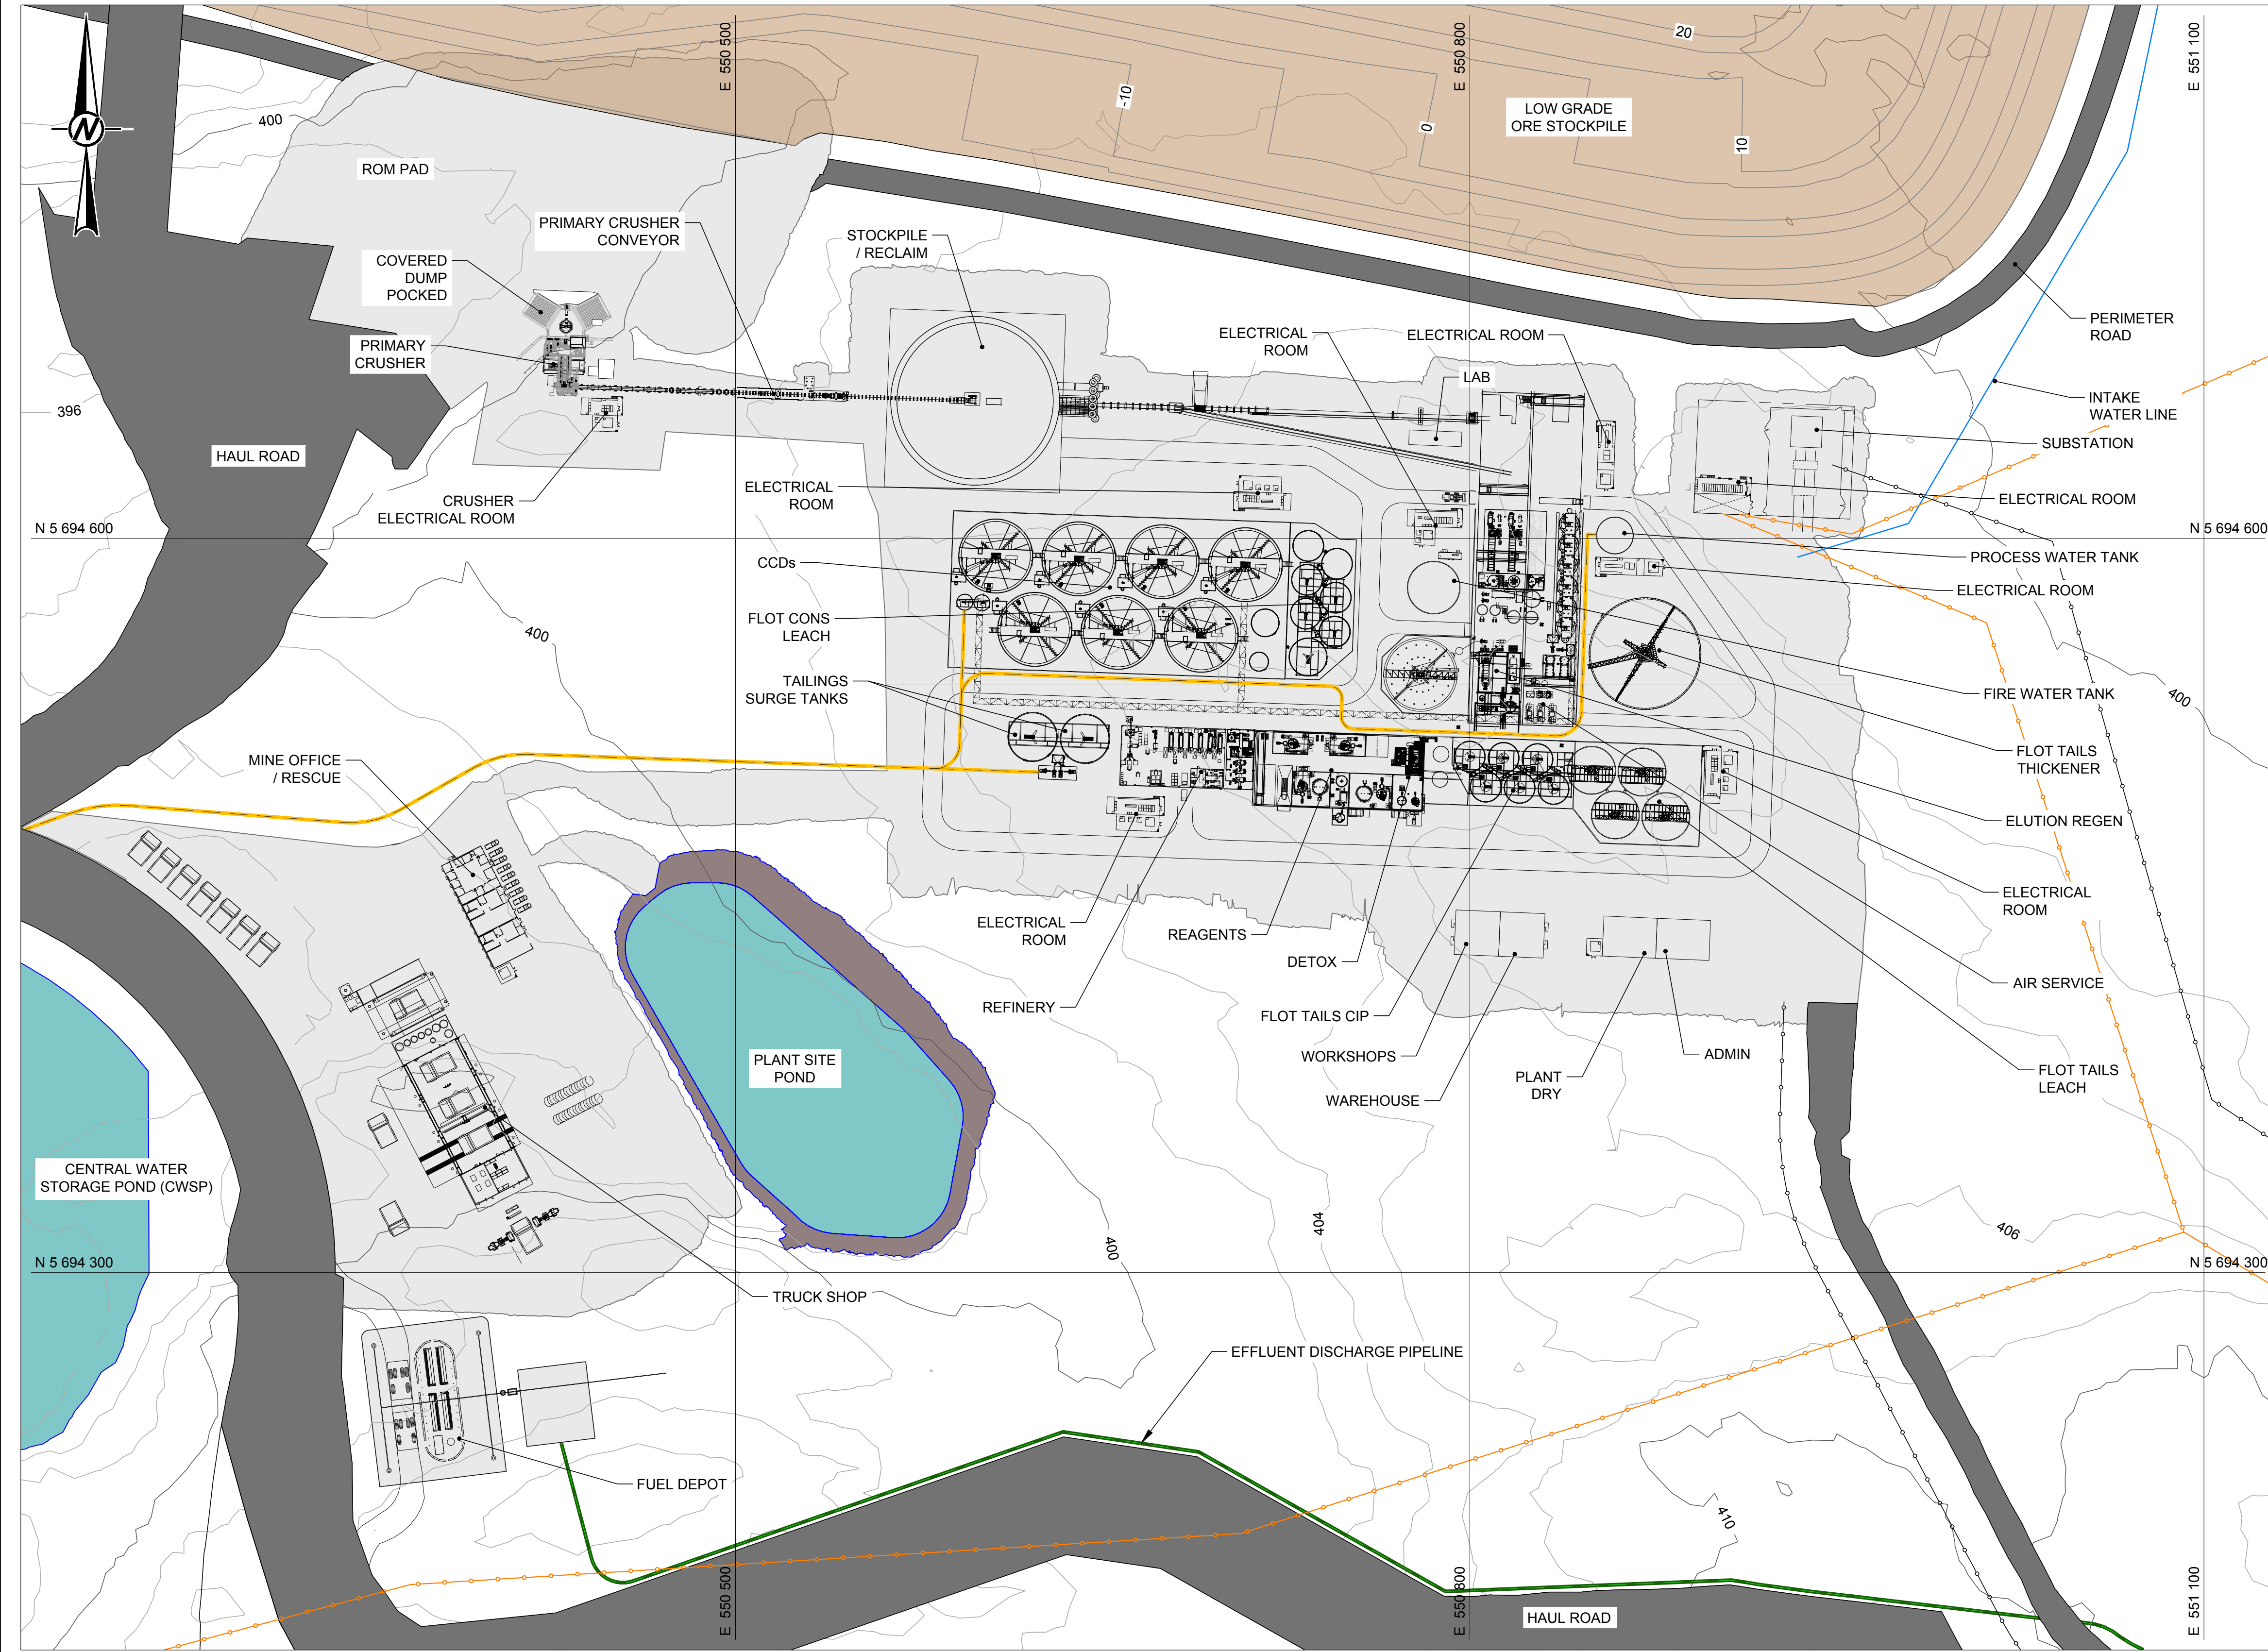 E 550 500
E 550 800
E 551 100
20
-10
0
10
400
N
LOW GRADE
ORE STOCKPILE
ROM PAD
PRIMARY CRUSHER
CONVEYOR
STOCKPILE
/ RECLAIM
COVERED
DUMP
POCKED
PRIMARY
CRUSHER
ELECTRICAL
ROOM
ELECTRICAL ROOM
LAB
PERIMETER
ROAD
INTAKE
WATER LINE
396
HAUL ROAD
SUBSTATION
CRUSHER
ELECTRICAL ROOM
ELECTRICAL
ROOM
ELECTRICAL ROOM
N 5 694 600
N 5 694 600
CCDs
PROCESS WATER TANK
ELECTRICAL ROOM
FLOT CONS
LEACH
400
TAILINGS
SURGE TANKS
FIRE WATER TANK
400
MINE OFFICE
/ RESCUE
FLOT TAILS
THICKENER
ELUTION REGEN
ELECTRICAL
ROOM
ELECTRICAL
ROOM
REAGENTS
DETOX
AIR SERVICE
REFINERY
FLOT TAILS CIP
WORKSHOPS
ADMIN
PLANT SITE
POND
PLANT
DRY
FLOT TAILS
LEACH
WAREHOUSE
CENTRAL WATER
STORAGE POND (CWSP)
400
404
406
N 5 694 300
N 5 694 300
TRUCK SHOP
EFFLUENT DISCHARGE PIPELINE
FUEL DEPOT
410
HAUL ROAD
E 550 500
E 550 800
E 551 100